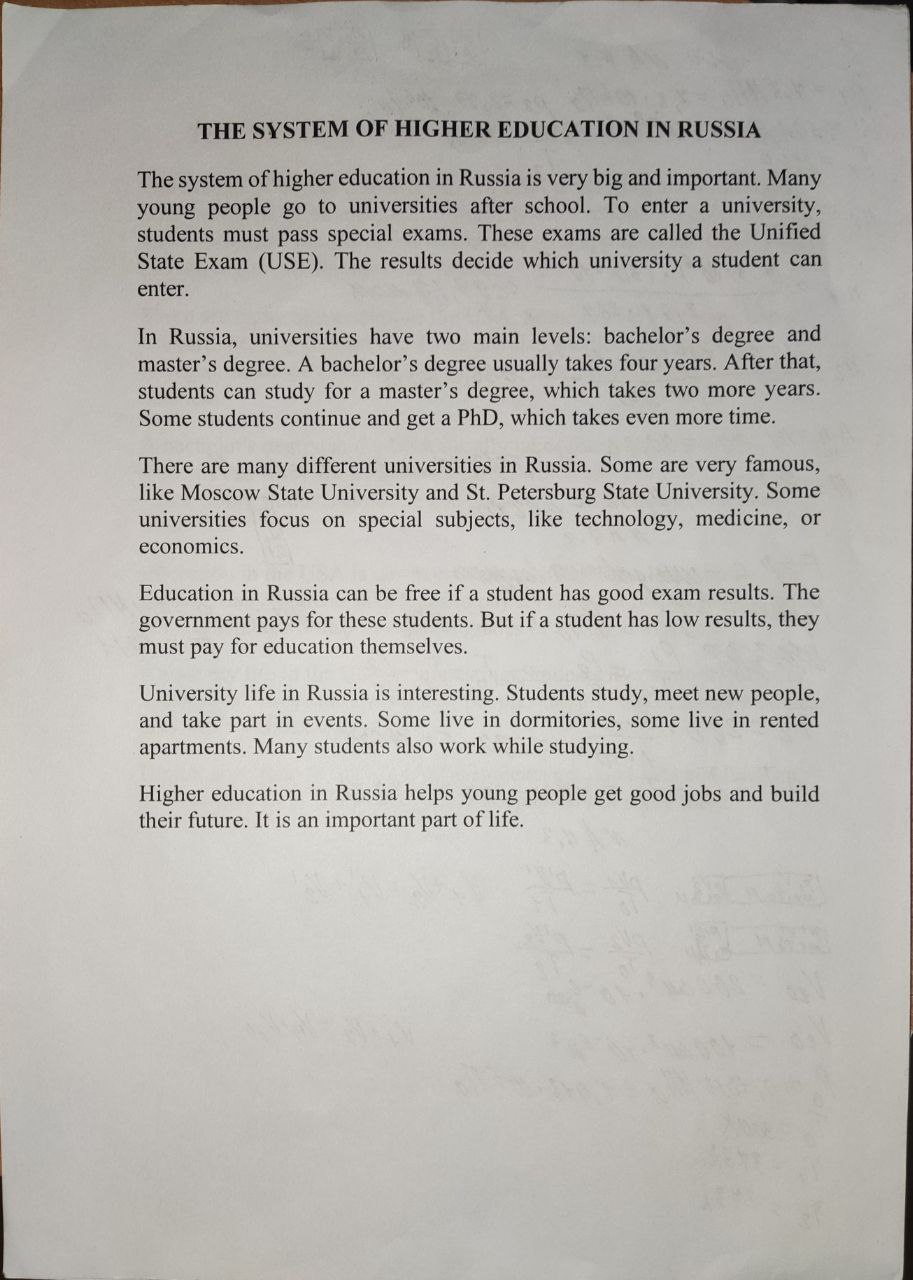 THE SYSTEM OF HIGHER EDUCATION IN RUSSIA
The system of higher education in Russia is very big and important. Many
young people go to universities after school. To enter a university,
students must pass special exams. These exams are called the Unified
State Exam (USE). The results decide which university a student can
enter.
In Russia, universities have two main levels: bachelor's degree and
master's degree. A bachelor's degree usually takes four years. After that,
students can study for a master's degree, which takes two more years.
Some students continue and get a PhD, which takes even more time.
There are many different universities in Russia. Some are very famous,
like Moscow State University and St. Petersburg State University. Some
universities focus on special subjects, like technology, medicine, or
economics.
Education in Russia can be free if a student has good exam results. The
government pays for these students. But if a student has low results, they
must pay for education themselves.
University life in Russia is interesting. Students study, meet new people,
and take part in events. Some live in dormitories, some live in rented
apartments. Many students also work while studying.
Higher education in Russia helps young people get good jobs and build
their future. It is an important part of life.